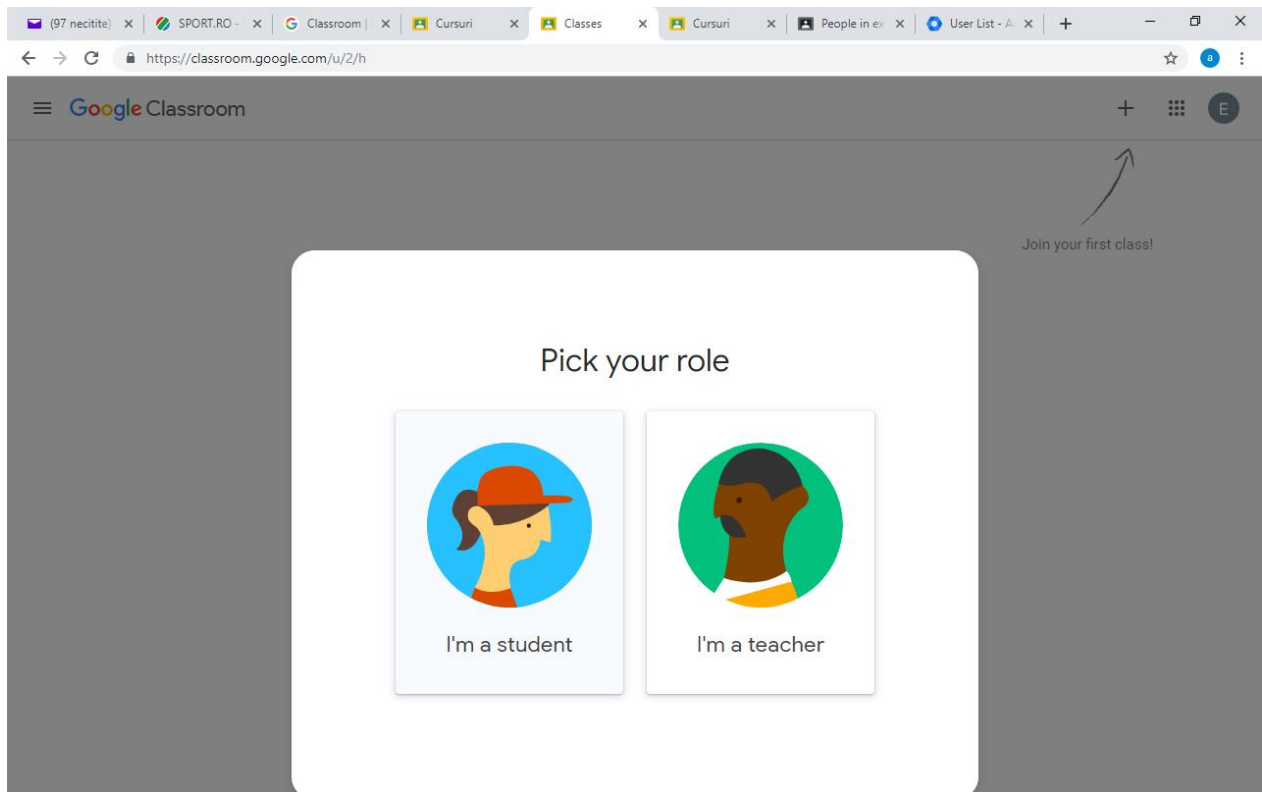 (97 necitite)
SPORT.RO -
Classroom |
Cursuri
Classes
Cursuri
People in ex
User List - A
https://classroom.google.com/u/2/h
a
Google Classroom
E
Join your first class!
Pick your role
I'm a student
I'm a teacher